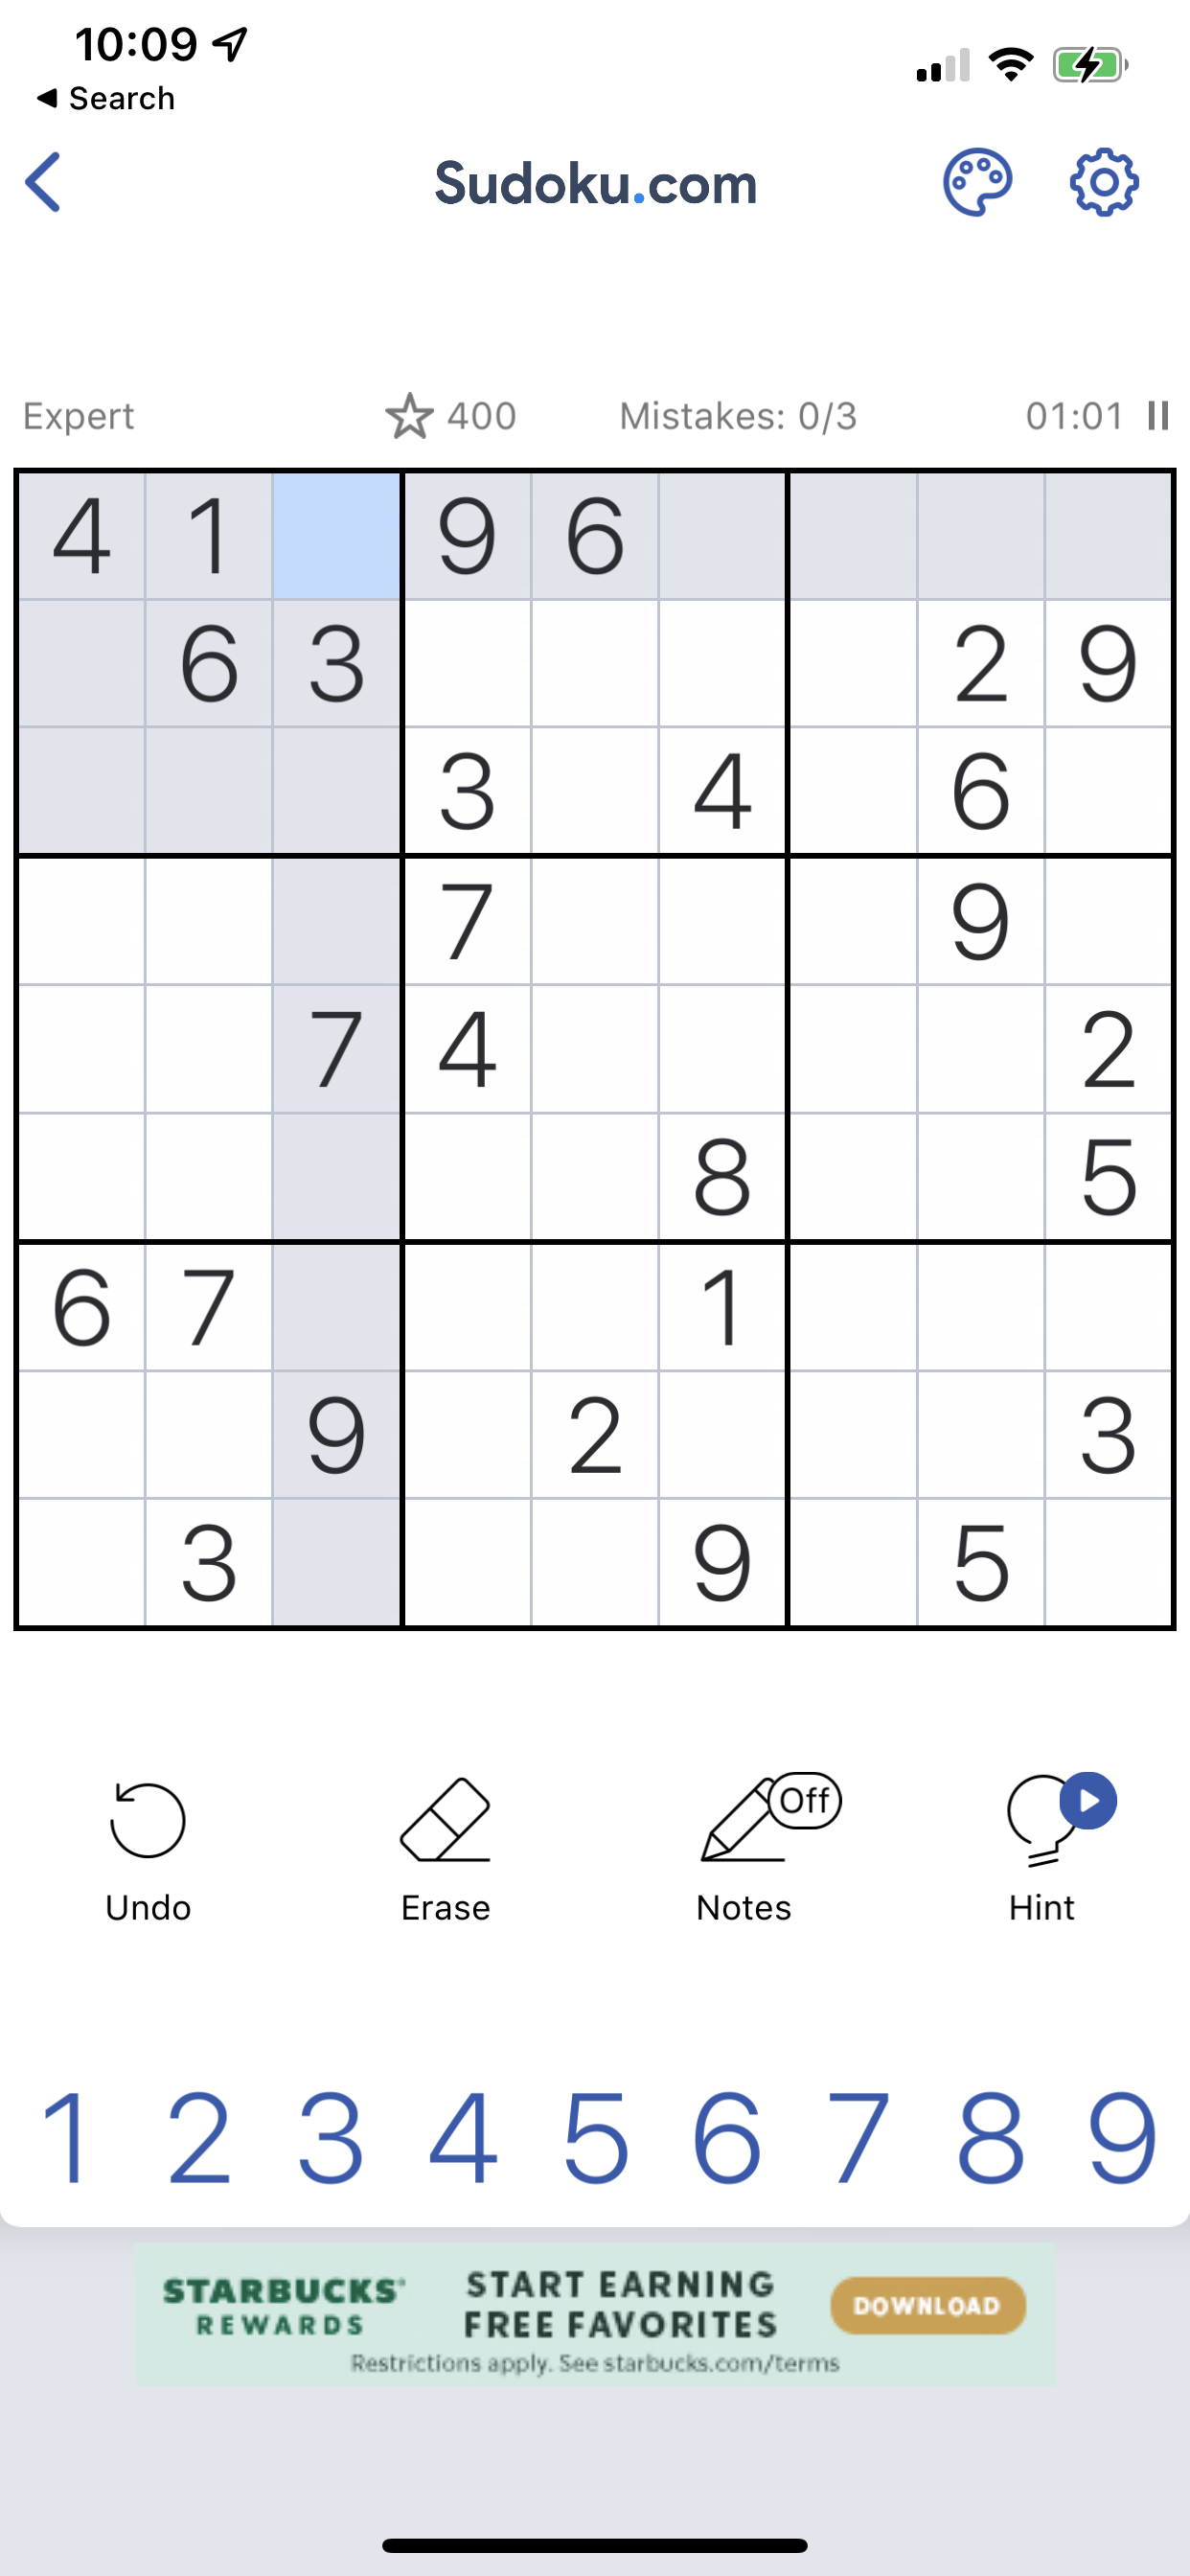 10:09
Search
Sudoku.com
Expert 400 Mistakes: 0/3 01:01
4 1 9 6
6 3 2 9
3 4 6
7 9
7 4 2
8 5
6 7 1
9 2 3
3 9 5
Off
Undo Erase Notes Hint
1 2 3 4 5 6 7 8 9
STARBUCKS®
REWARDS
START EARNING
FREE FAVORITES
DOWNLOAD
Restrictions apply. See starbucks.com/terms